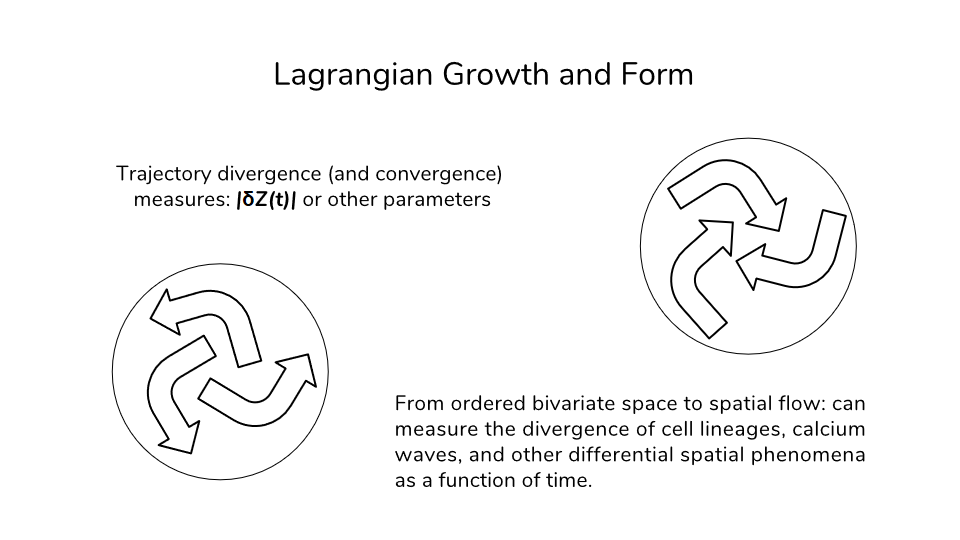 Lagrangian Growth and Form
Trajectory divergence (and convergence)
measures: |δZ(t)| or other parameters
From ordered bivariate space to spatial flow: can
measure the divergence of cell lineages, calcium
waves, and other differential spatial phenomena
as a function of time.